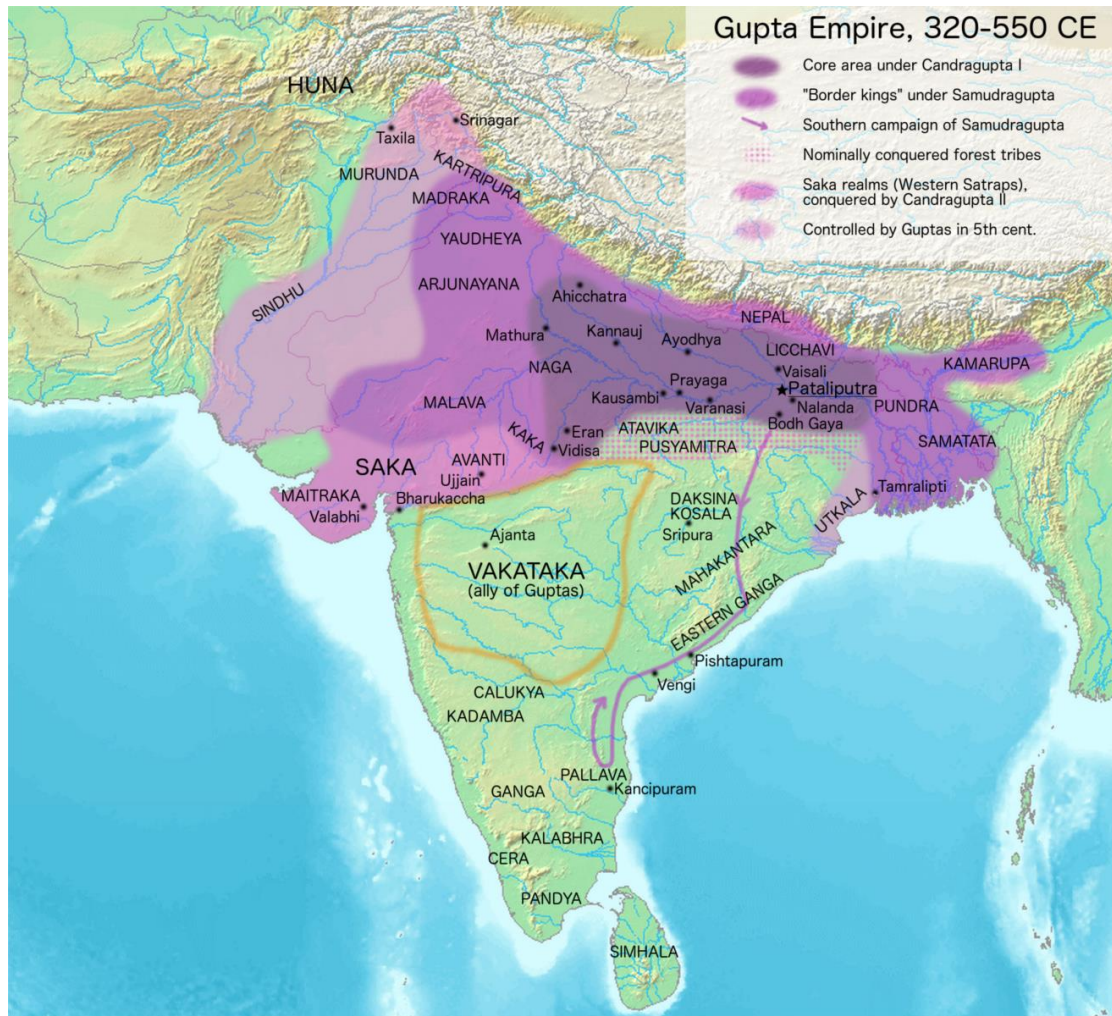 Gupta Empire, 320-550 CE
Core area under Candragupta I
"Border kings" under Samudragupta
Southern campaign of Samudragupta
Nominally conquered forest tribes
Saka realms (Western Satraps),
conquered by Candragupta II
Controlled by Guptas in 5th cent.
HUNA
Srinagar
Taxila
KARTRIPURA
MURUNDA
MADRAKA
YAUDHEYA
ARJUNAYANA
Ahicchatra
SINDHU
NEPAL
Mathura
Kannauj
Ayodhya
LICCHAVI
KAMARUPA
NAGA
Vaisali
Prayaga
Pataliputra
Kausambi
Varanasi
Nalanda
PUNDRA
MALAVA
Bodh Gaya
KAKA
Eran
ATAVIKA
Vidisa
PUSYAMITRA
SAMATATA
SAKA
AVANTI
Ujjain
MAITRAKA
Bharukaccha
Valabhi
DAKSINA
KOSALA
Sripura
UTKALA
Tamralipti
Ajanta
MAHAKANTARA
VAKATAKA
(ally of Guptas)
EASTERN GANGA
Pishtapuram
Vengi
CALUKYA
KADAMBA
PALLAVA
Kancipuram
GANGA
KALABHRA
CERA
PANDYA
SIMHALA